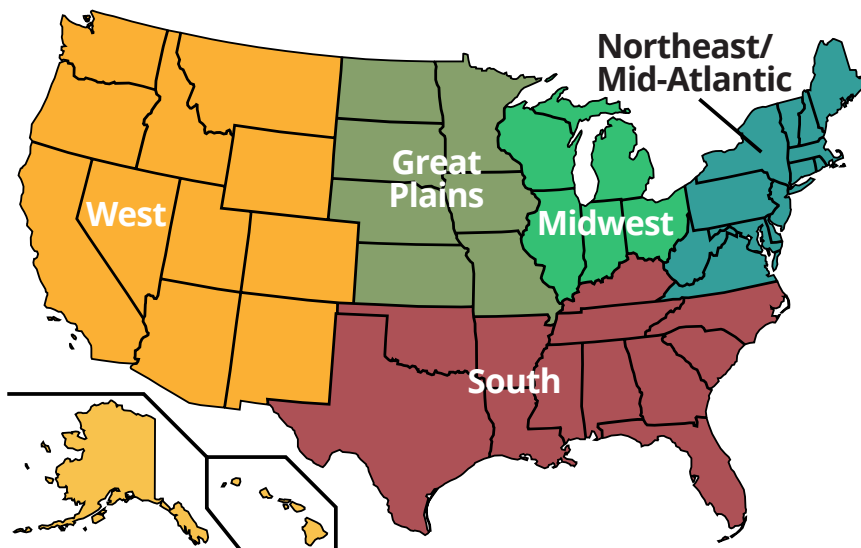 Northeast/
Mid-Atlantic
Great
Plains
West
Midwest
South